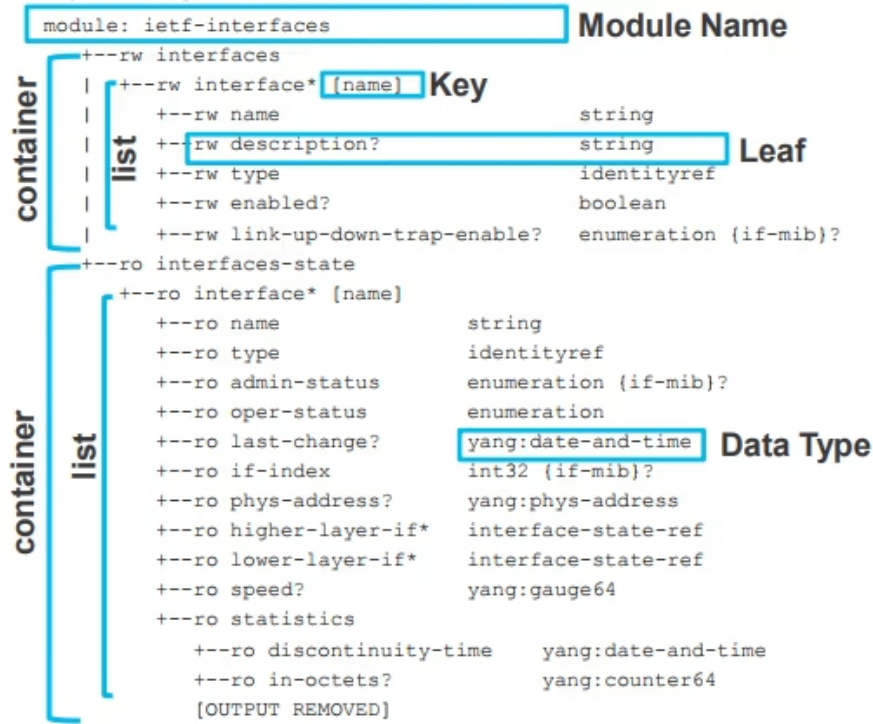 module: ietf-interfaces Module Name
+--rw interfaces
| +--rw interface* [name] Key
| +--rw name string
| +--rw description? string Leaf
| +--rw type identityref
| +--rw enabled? boolean
| +--rw link-up-down-trap-enable? enumeration {if-mib}?
container
list
+--ro interfaces-state
+--ro interface* [name]
+--ro name string
+--ro type identityref
+--ro admin-status enumeration {if-mib}?
+--ro oper-status enumeration
+--ro last-change? yang:date-and-time Data Type
+--ro if-index int32 {if-mib}?
+--ro phys-address? yang:phys-address
+--ro higher-layer-if* interface-state-ref
+--ro lower-layer-if* interface-state-ref
+--ro speed? yang:gauge64
+--ro statistics
+--ro discontinuity-time yang:date-and-time
+--ro in-octets? yang:counter64
[OUTPUT REMOVED]
container
list